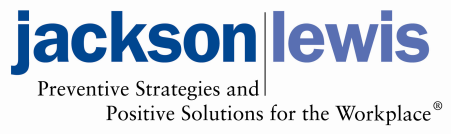 jackson|lewis
Preventive Strategies and
Positive Solutions for the Workplace®